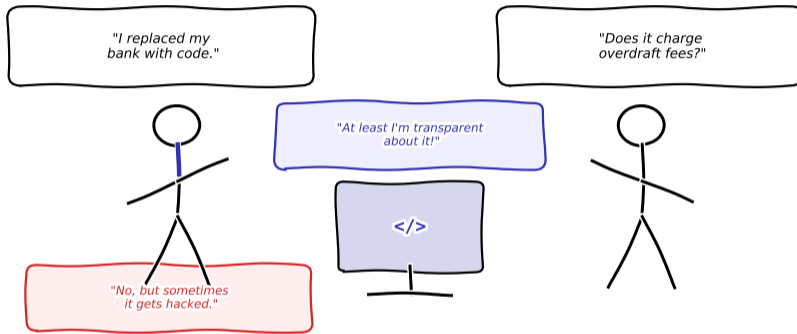 "I replaced my
bank with code."
"Does it charge
overdraft fees?"
"At least I'm transparent
about it!"
</>
"No, but sometimes
it gets hacked."